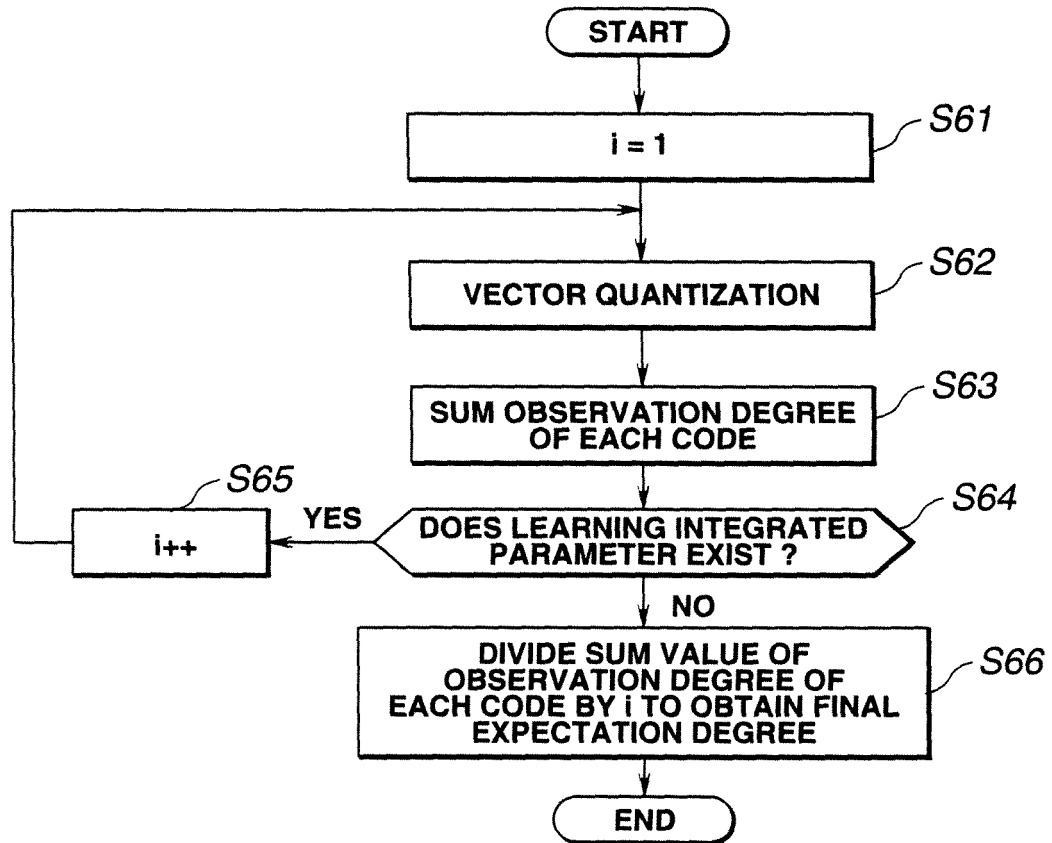 START
S61
i = 1
S62
VECTOR QUANTIZATION
S63
SUM OBSERVATION DEGREE
OF EACH CODE
S65
S64
YES
DOES LEARNING INTEGRATED
PARAMETER EXIST ?
i++
NO
S66
DIVIDE SUM VALUE OF
OBSERVATION DEGREE OF
EACH CODE BY i TO OBTAIN FINAL
EXPECTATION DEGREE
END